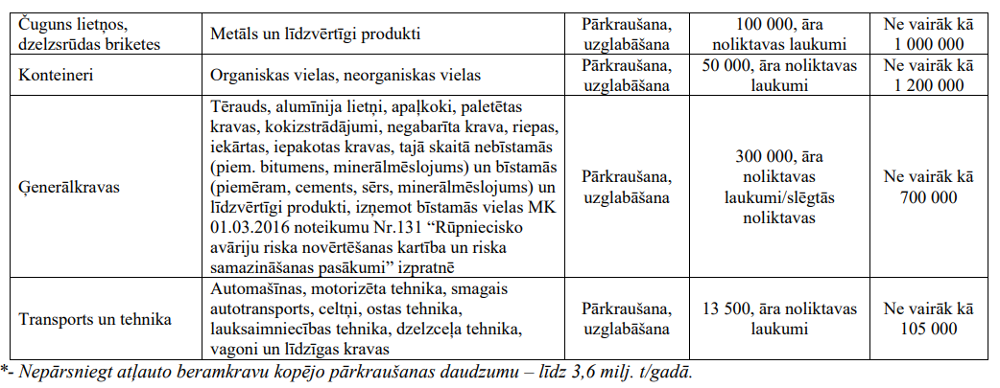 Čuguns lietņos,
dzelzsrūdas briketes
Metāls un līdzvērtīgi produkti
Pārkraušana,
uzglabāšana
100 000, āra
noliktavas laukumi
Ne vairāk kā
1 000 000
Konteineri
Organiskas vielas, neorganiskas vielas
Pārkraušana,
uzglabāšana
50 000, āra noliktavas
laukumi
Ne vairāk kā
1 200 000
Ģenerālkravas
Tērauds, alumīnija lietņi, apaļkoki, paletētas
kravas, kokizstrādājumi, negabarīta krava, riepas,
iekārtas, iepakotas kravas, tajā skaitā nebīstamās
(piem. bitumens, minerālmēslojums) un bīstamās
(piemēram, cements, sērs, minerālmēslojums) un
līdzvērtīgi produkti, izņemot bīstamās vielas MK
01.03.2016 noteikumu Nr.131 “Rūpniecisko
avāriju riska novērtēšanas kārtība un riska
samazināšanas pasākumi” izpratnē
Pārkraušana,
uzglabāšana
300 000, āra
noliktavas
laukumi/slēgtās
noliktavas
Ne vairāk kā
700 000
Transports un tehnika
Automašīnas, motorizēta tehnika, smagais
autotransports, celtņi, ostas tehnika,
lauksaimniecības tehnika, dzelzceļa tehnika,
vagoni un līdzīgas kravas
Pārkraušana,
uzglabāšana
13 500, āra noliktavas
laukumi
Ne vairāk kā
105 000
*- Nepārsniegt atļauto beramkravu kopējo pārkraušanas daudzumu – līdz 3,6 milj. t/gadā.